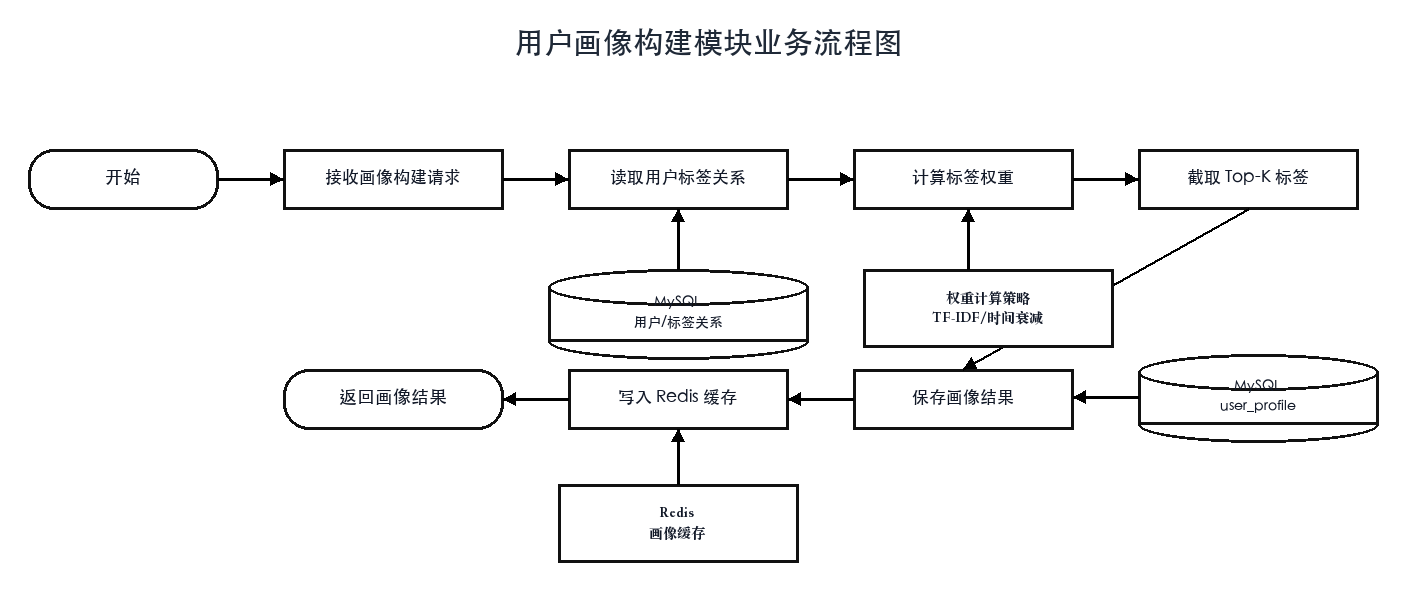 用户画像构建模块业务流程图
开始
接收画像构建请求
读取用户标签关系
计算标签权重
截取 Top-K 标签
MySQL
用户/标签关系
权重计算策略
TF-IDF/时间衰减
返回画像结果
写入 Redis 缓存
保存画像结果
MySQL
user_profile
Redis
画像缓存